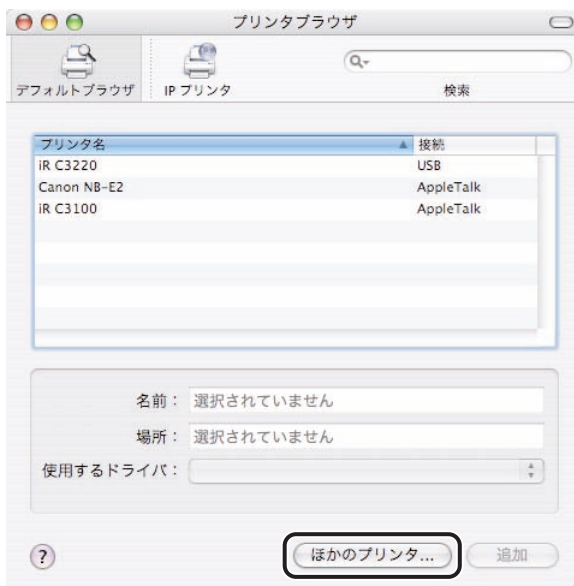 プリンタブラウザ
デフォルトブラウザ IP プリンタ 検索
プリンタ名 接続
iR C3220 USB
Canon NB-E2 AppleTalk
iR C3100 AppleTalk
名前： 選択されていません
場所： 選択されていません
使用するドライバ：
? ほかのプリンタ... 追加